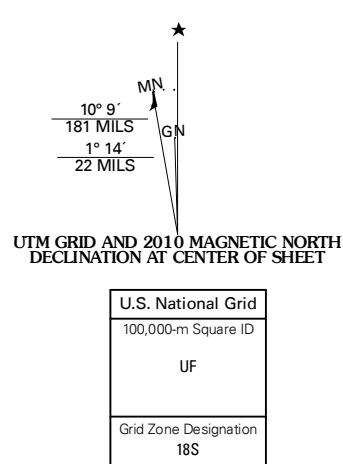 ★
MN
10° 9´
181 MILS
GN
1° 14´
22 MILS
UTM GRID AND 2010 MAGNETIC NORTH
DECLINATION AT CENTER OF SHEET
U.S. National Grid
100,000-m Square ID
UF
Grid Zone Designation
18S